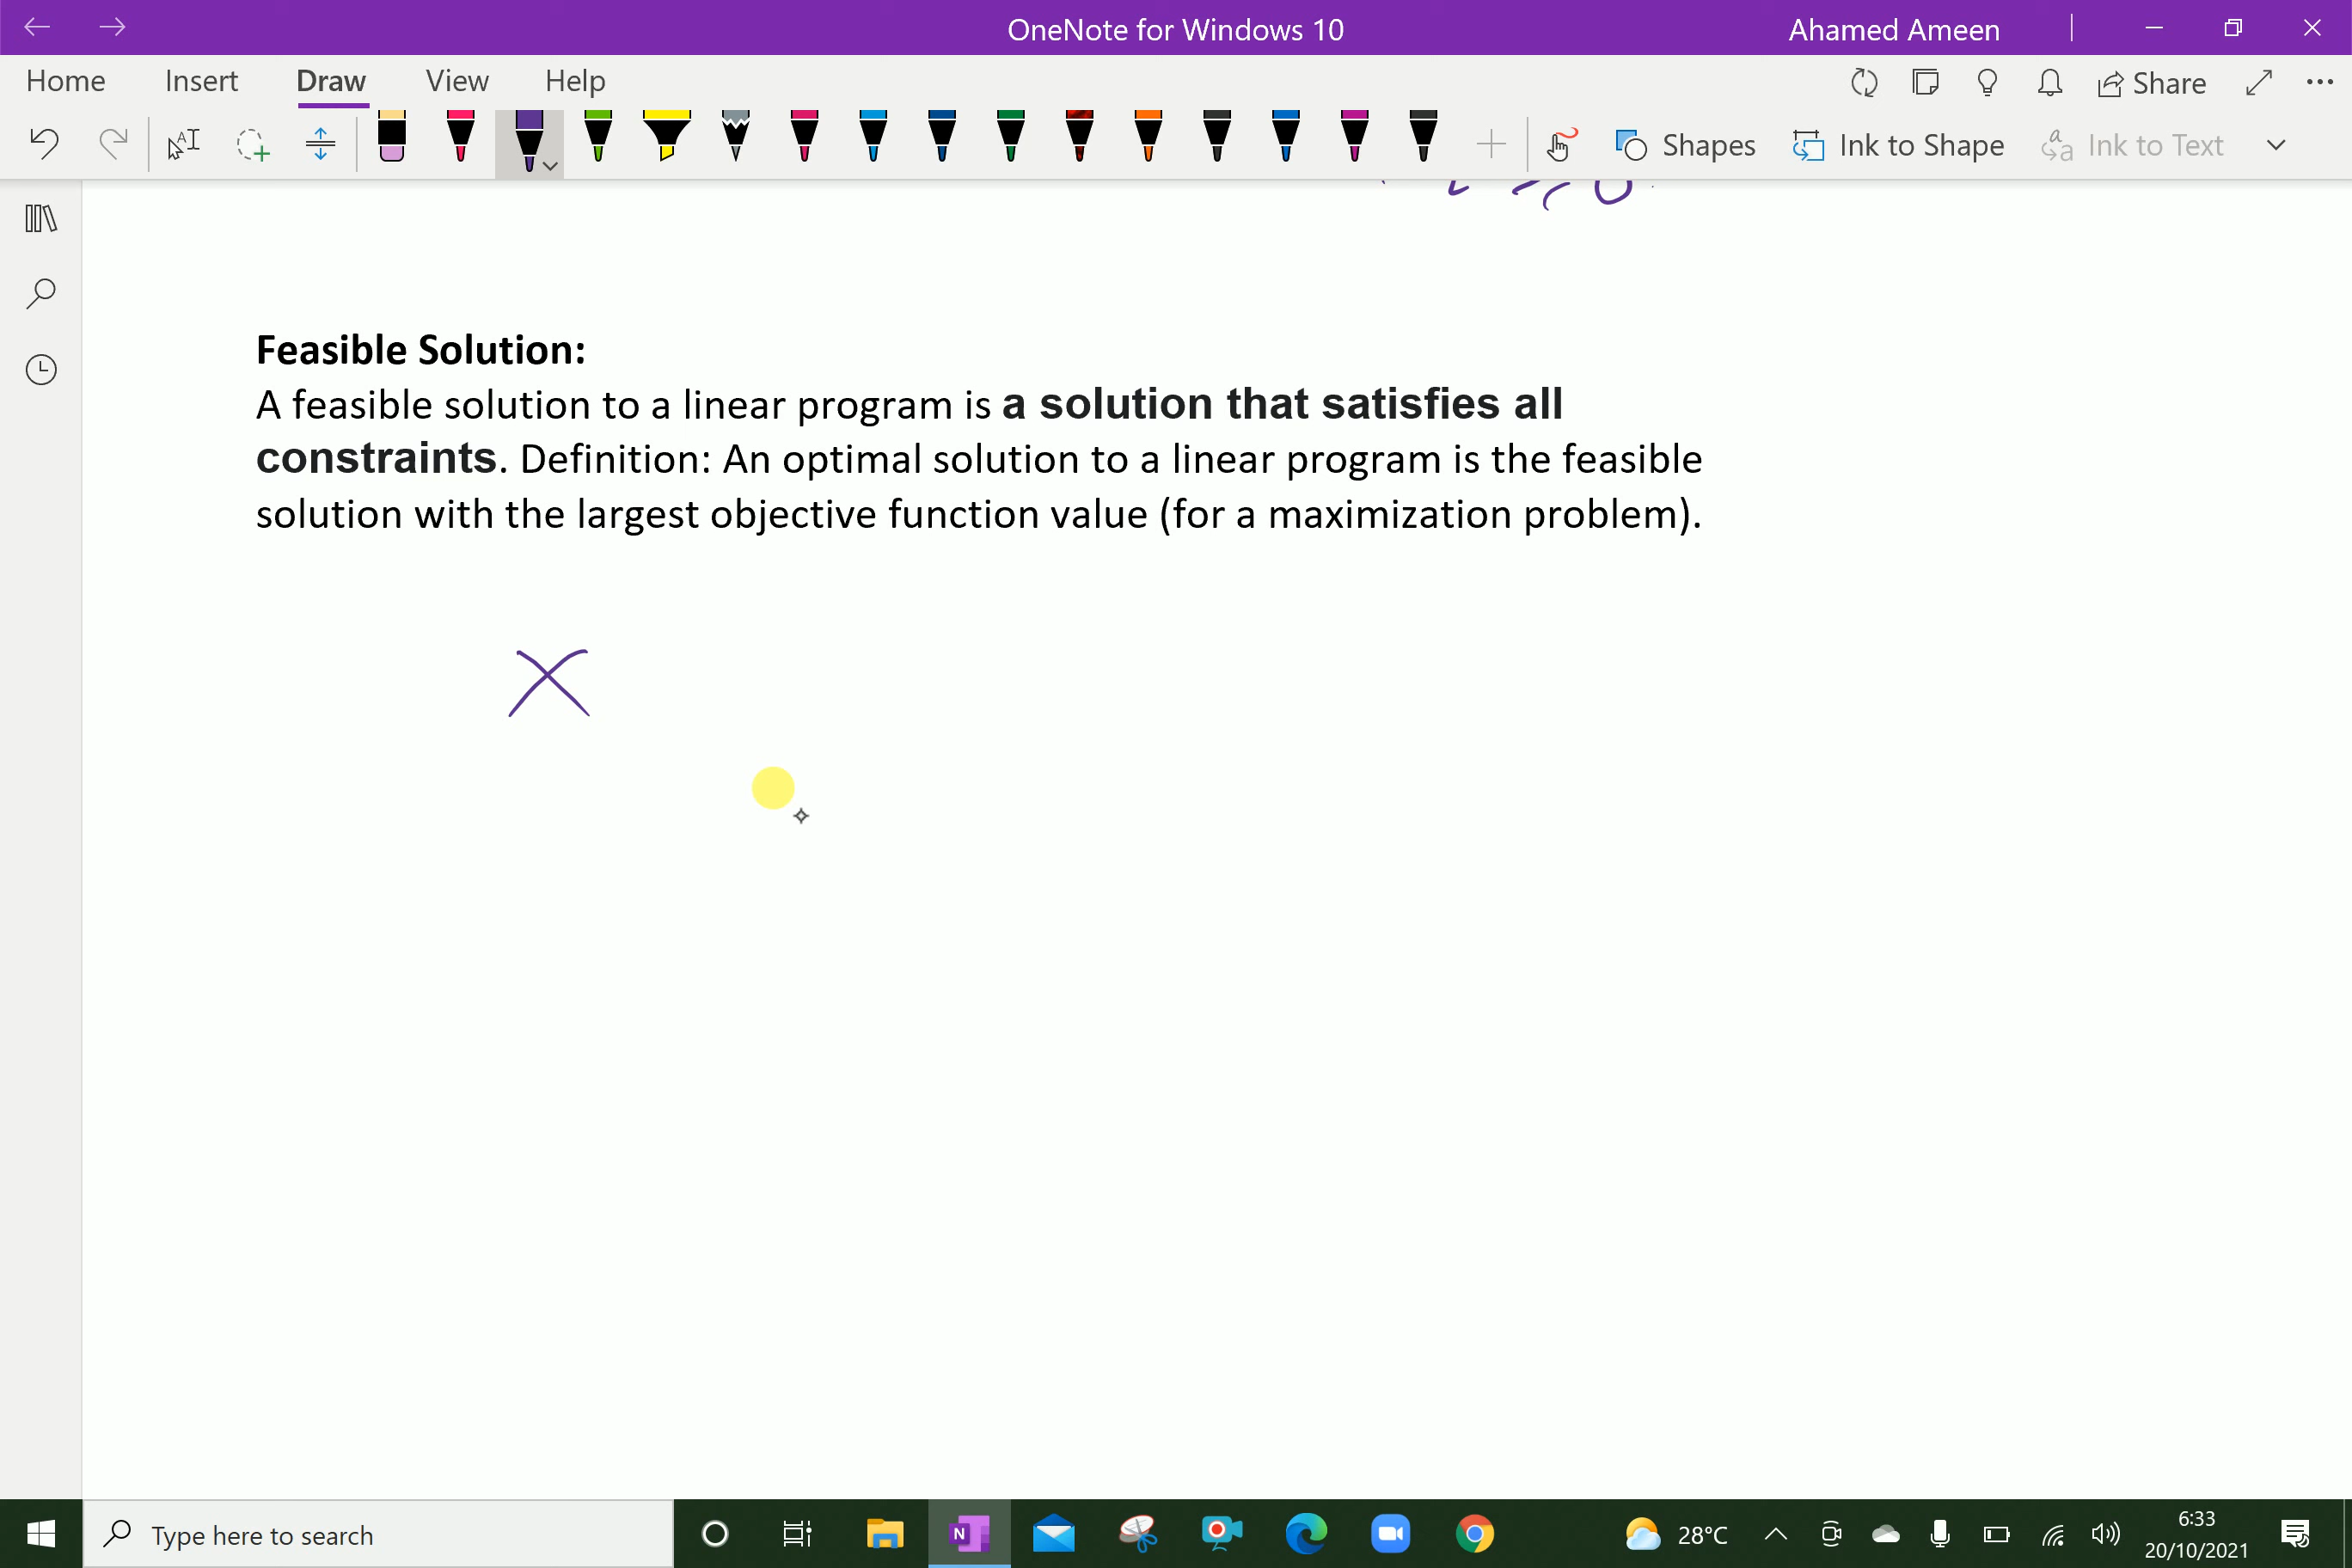 OneNote for Windows 10
Ahamed Ameen
Home Insert Draw View Help
Share
Shapes
Ink to Shape
Ink to Text
Feasible Solution:
A feasible solution to a linear program is a solution that satisfies all
constraints. Definition: An optimal solution to a linear program is the feasible
solution with the largest objective function value (for a maximization problem).
X
Type here to search
28°C
6:33
20/10/2021